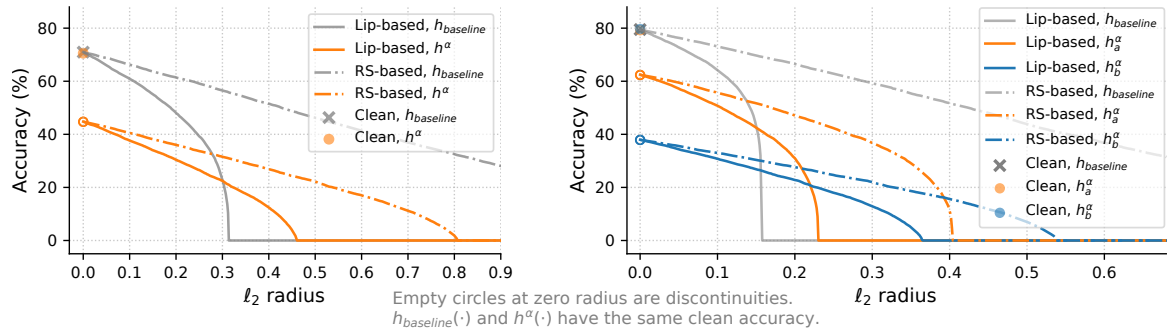 80
60
40
20
0
Accuracy (%)
0.0 0.1 0.2 0.3 0.4 0.5 0.6 0.7 0.8 0.9
ℓ₂ radius
Lip-based, h_baseline
Lip-based, h^α
RS-based, h_baseline
RS-based, h^α
Clean, h_baseline
Clean, h^α
80
60
40
20
0
Accuracy (%)
0.0 0.1 0.2 0.3 0.4 0.5 0.6
ℓ₂ radius
Lip-based, h_baseline
Lip-based, h_a^α
Lip-based, h_b^α
RS-based, h_baseline
RS-based, h_a^α
RS-based, h_b^α
Clean, h_baseline
Clean, h_a^α
Clean, h_b^α
Empty circles at zero radius are discontinuities.
h_baseline(·) and h^α(·) have the same clean accuracy.